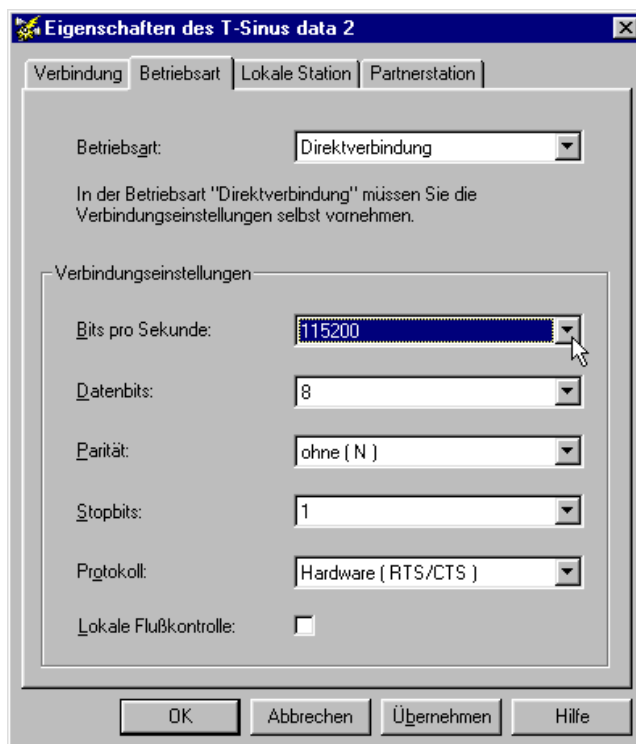 Eigenschaften des T-Sinus data 2
Verbindung Betriebsart Lokale Station Partnerstation
Betriebsart: Direktverbindung
In der Betriebsart "Direktverbindung" müssen Sie die
Verbindungseinstellungen selbst vornehmen.
Verbindungseinstellungen
Bits pro Sekunde: 115200
Datenbits: 8
Parität: ohne ( N )
Stopbits: 1
Protokoll: Hardware ( RTS/CTS )
Lokale Flußkontrolle:
OK Abbrechen Übernehmen Hilfe